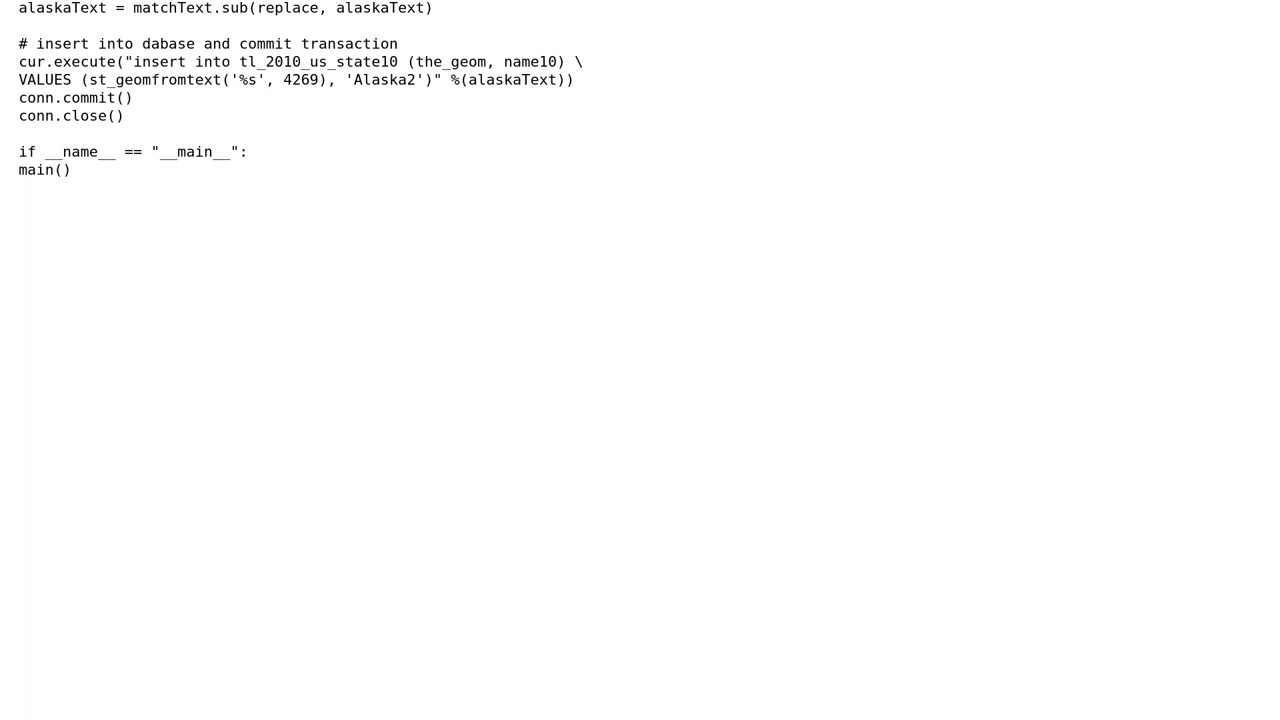 alaskaText = matchText.sub(replace, alaskaText)
# insert into dabase and commit transaction
cur.execute("insert into tl_2010_us_state10 (the_geom, name10) \
VALUES (st_geomfromtext('%s', 4269), 'Alaska2')" %(alaskaText))
conn.commit()
conn.close()
if __name__ == "__main__":
main()